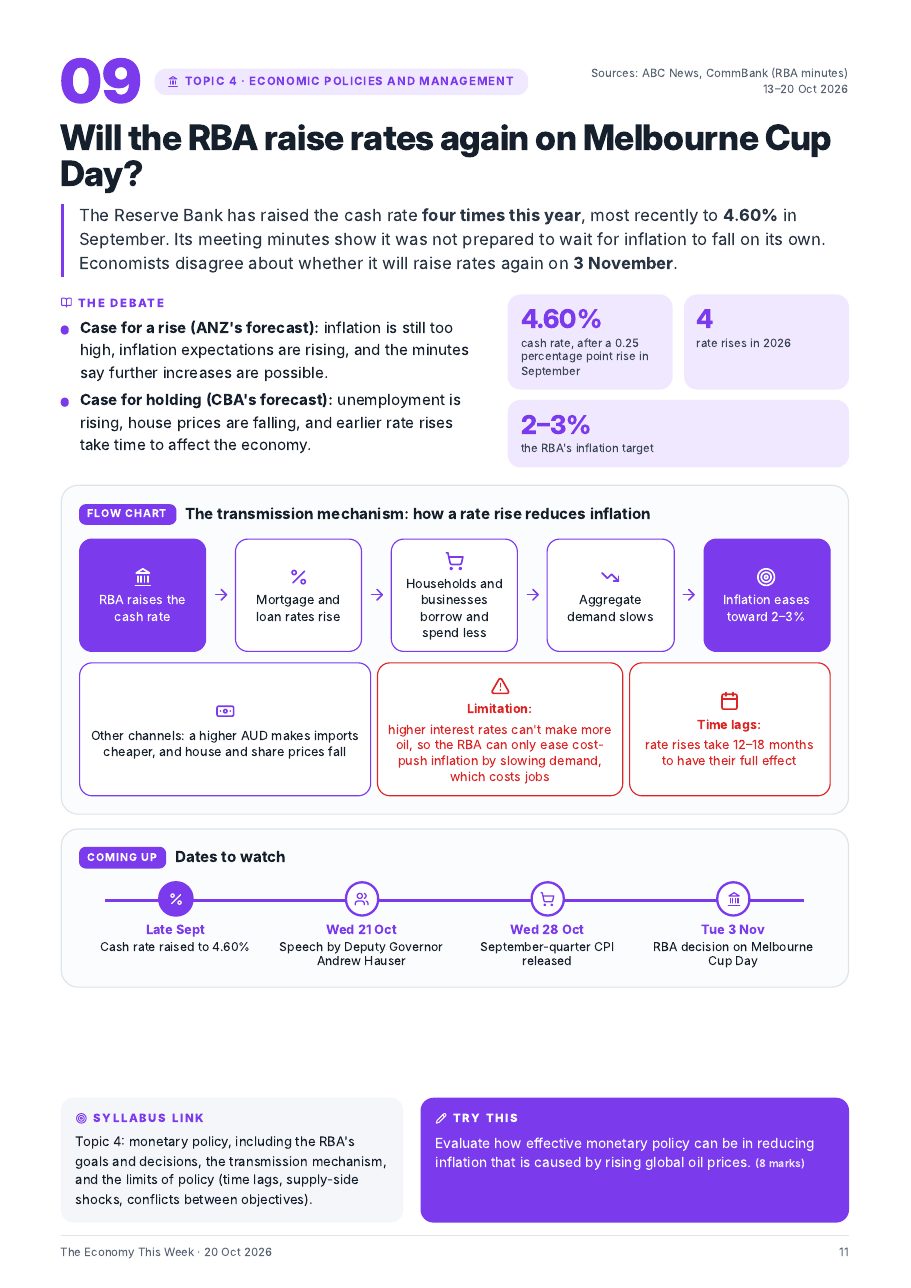 09
TOPIC 4 · ECONOMIC POLICIES AND MANAGEMENT
Sources: ABC News, CommBank (RBA minutes)
13–20 Oct 2026
Will the RBA raise rates again on Melbourne Cup
Day?
The Reserve Bank has raised the cash rate four times this year, most recently to 4.60% in
September. Its meeting minutes show it was not prepared to wait for inflation to fall on its own.
Economists disagree about whether it will raise rates again on 3 November.
THE DEBATE
Case for a rise (ANZ's forecast): inflation is still too
high, inflation expectations are rising, and the minutes
say further increases are possible.
Case for holding (CBA's forecast): unemployment is
rising, house prices are falling, and earlier rate rises
take time to affect the economy.
4.60%
cash rate, after a 0.25
percentage point rise in
September
4
rate rises in 2026
2–3%
the RBA's inflation target
FLOW CHART
The transmission mechanism: how a rate rise reduces inflation
RBA raises the
cash rate
Mortgage and
loan rates rise
Households and
businesses
borrow and
spend less
Aggregate
demand slows
Inflation eases
toward 2–3%
Other channels: a higher AUD makes imports
cheaper, and house and share prices fall
Limitation:
higher interest rates can't make more
oil, so the RBA can only ease cost-
push inflation by slowing demand,
which costs jobs
Time lags:
rate rises take 12–18 months
to have their full effect
COMING UP
Dates to watch
Late Sept
Cash rate raised to 4.60%
Wed 21 Oct
Speech by Deputy Governor
Andrew Hauser
Wed 28 Oct
September-quarter CPI
released
Tue 3 Nov
RBA decision on Melbourne
Cup Day
SYLLABUS LINK
Topic 4: monetary policy, including the RBA's
goals and decisions, the transmission mechanism,
and the limits of policy (time lags, supply-side
shocks, conflicts between objectives).
TRY THIS
Evaluate how effective monetary policy can be in reducing
inflation that is caused by rising global oil prices. (8 marks)
The Economy This Week · 20 Oct 2026
11